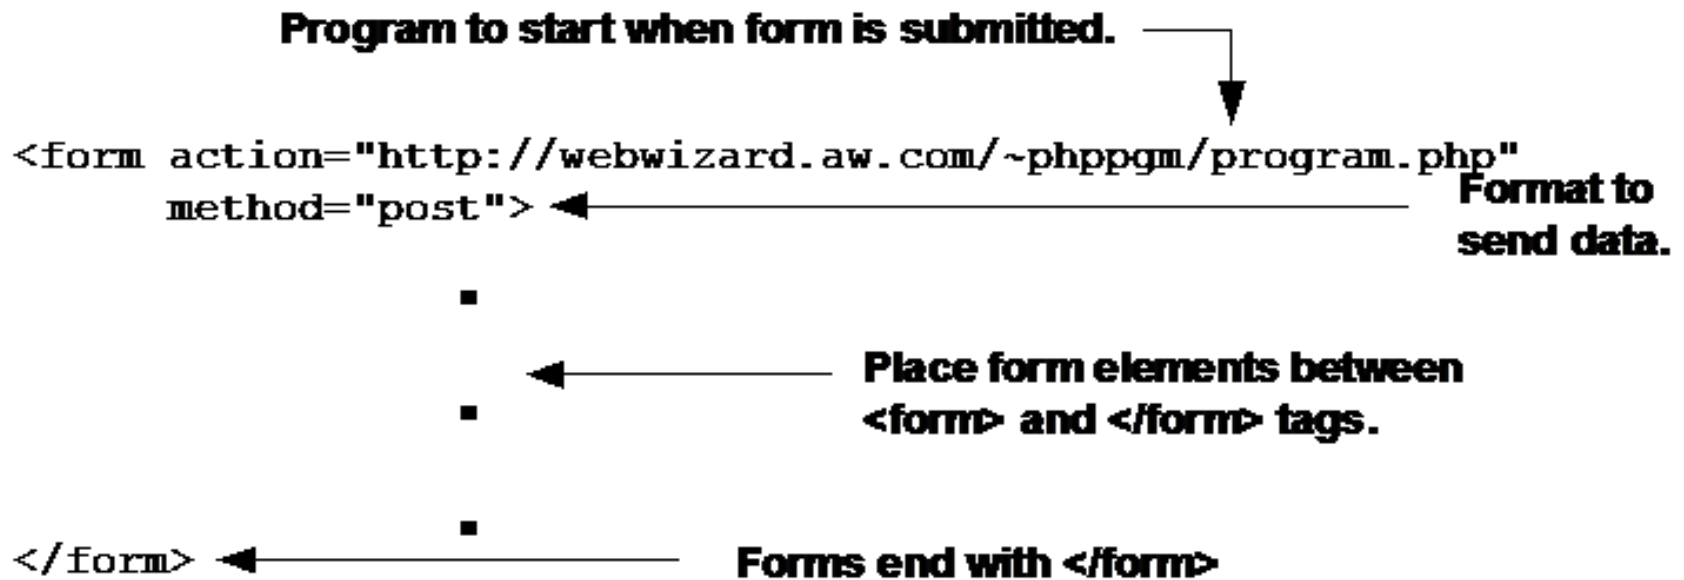 Program to start when form is submitted.
<form action="http://webwizard.aw.com/~phppgm/program.php"
method="post">
Format to
send data.
Place form elements between
<form> and </form> tags.
</form>
Forms end with </form>